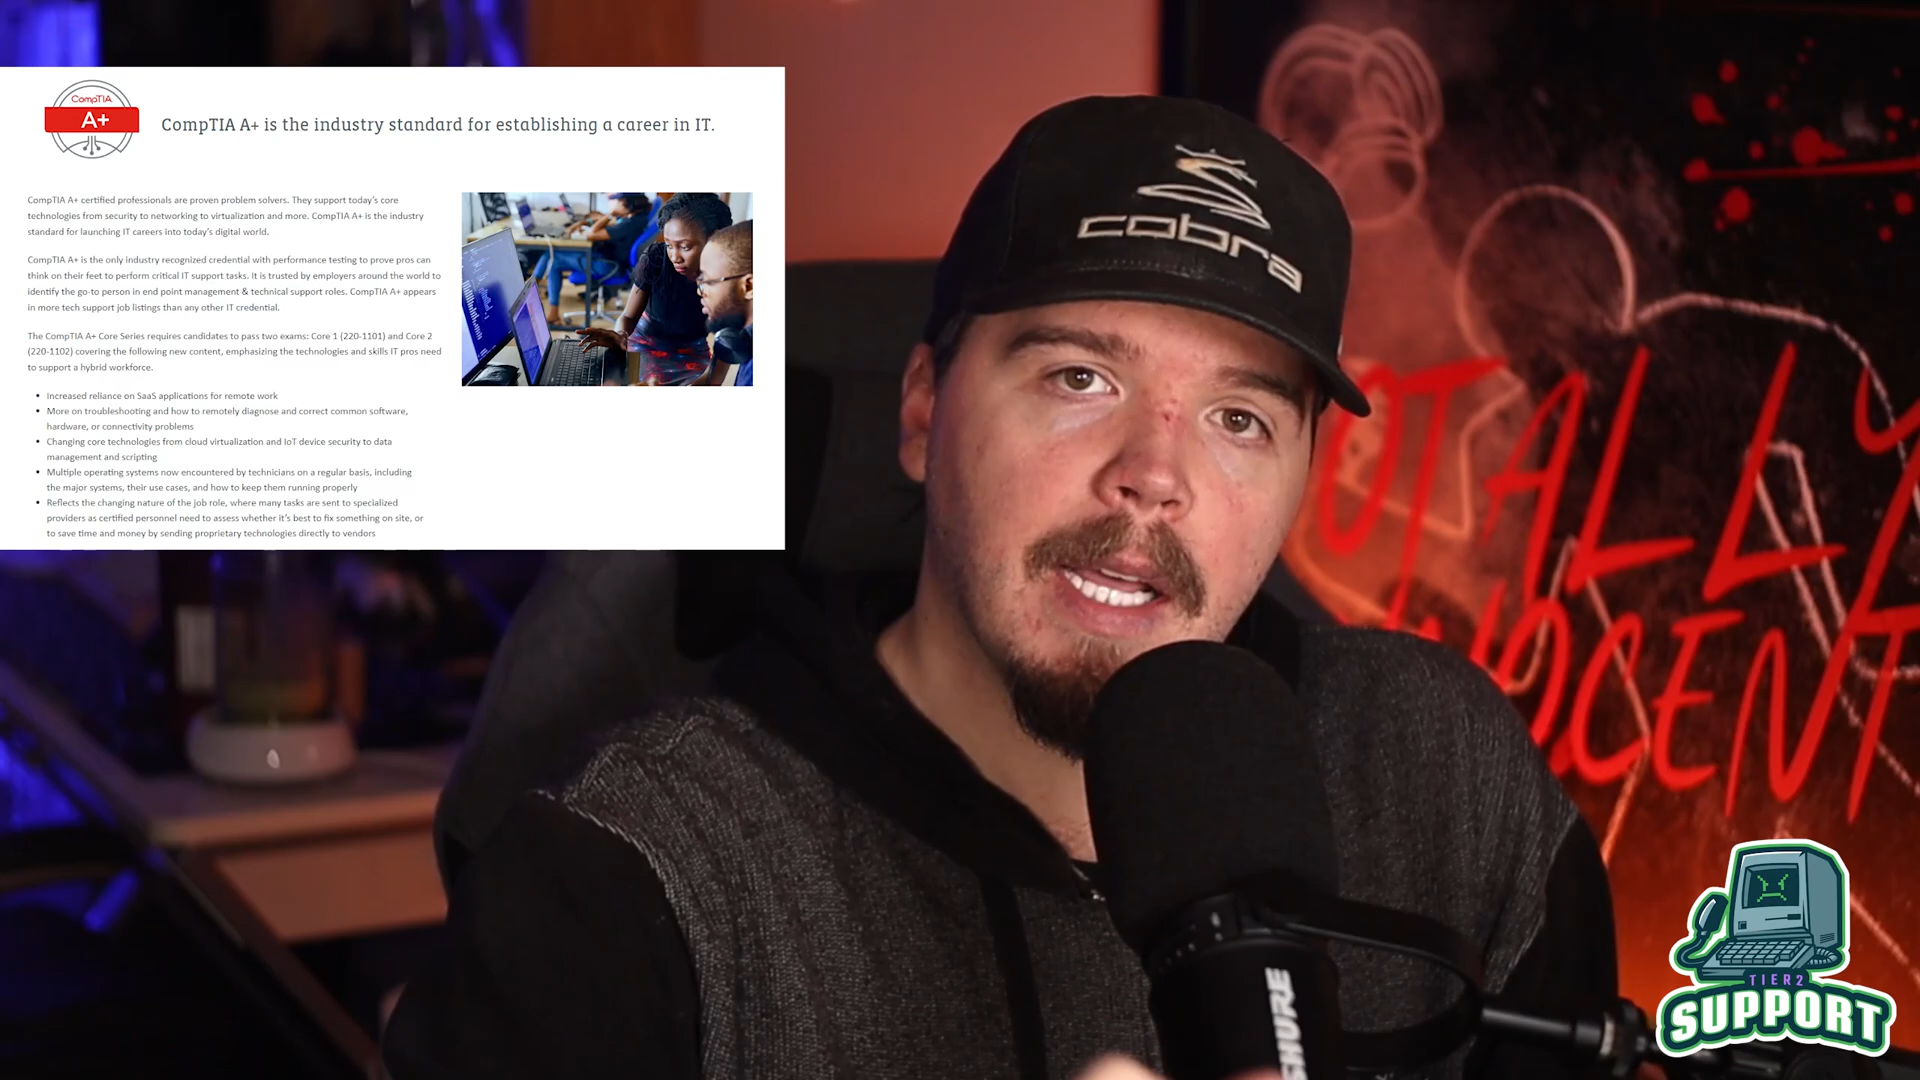 CompTIA
A+
CompTIA A+ is the industry standard for establishing a career in IT.
CompTIA A+ certified professionals are proven problem solvers. They support today's core
technologies from security to networking to virtualization and more. CompTIA A+ is the industry
standard for launching IT careers into today's digital world.
CompTIA A+ is the only industry recognized credential with performance testing to prove pros can
think on their feet to perform critical IT support tasks. It is trusted by employers around the world to
identify the go-to person in end point management & technical support roles. CompTIA A+ appears
in more tech support job listings than any other IT credential.
The CompTIA A+ Core Series requires candidates to pass two exams: Core 1 (220-1101) and Core 2
(220-1102) covering the following new content, emphasizing the technologies and skills IT pros need
to support a hybrid workforce.
• Increased reliance on SaaS applications for remote work
• More on troubleshooting and how to remotely diagnose and correct common software,
hardware, or connectivity problems
• Changing core technologies from cloud virtualization and IoT device security to data
management and scripting
• Multiple operating systems now encountered by technicians on a regular basis, including
the major systems, their use cases, and how to keep them running properly
• Reflects the changing nature of the job role, where many tasks are sent to specialized
providers as certified personnel need to assess whether it's best to fix something on site, or
to save time and money by sending proprietary technologies directly to vendors
cobra
TOTALLY
INNOCENT
SHURE
TIER2
SUPPORT